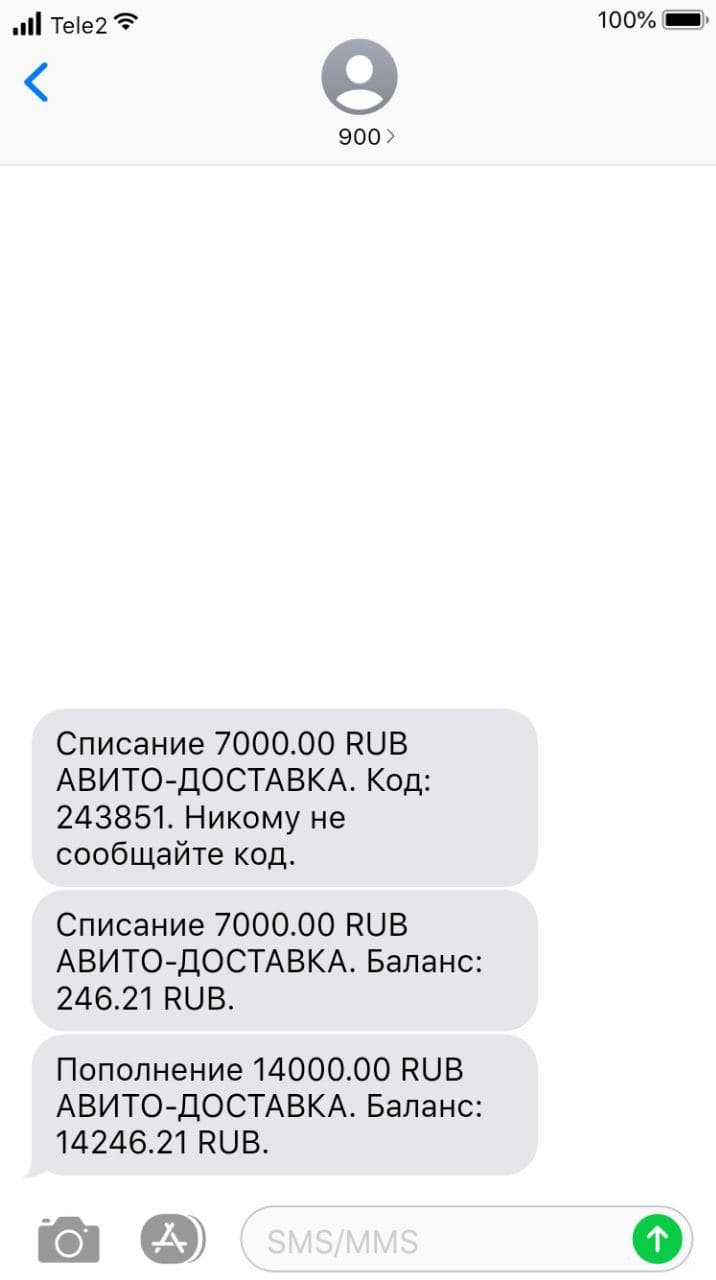 Tele2
100%
900
Списание 7000.00 RUB
АВИТО-ДОСТАВКА. Код:
243851. Никому не
сообщайте код.
Списание 7000.00 RUB
АВИТО-ДОСТАВКА. Баланс:
246.21 RUB.
Пополнение 14000.00 RUB
АВИТО-ДОСТАВКА. Баланс:
14246.21 RUB.
SMS/MMS